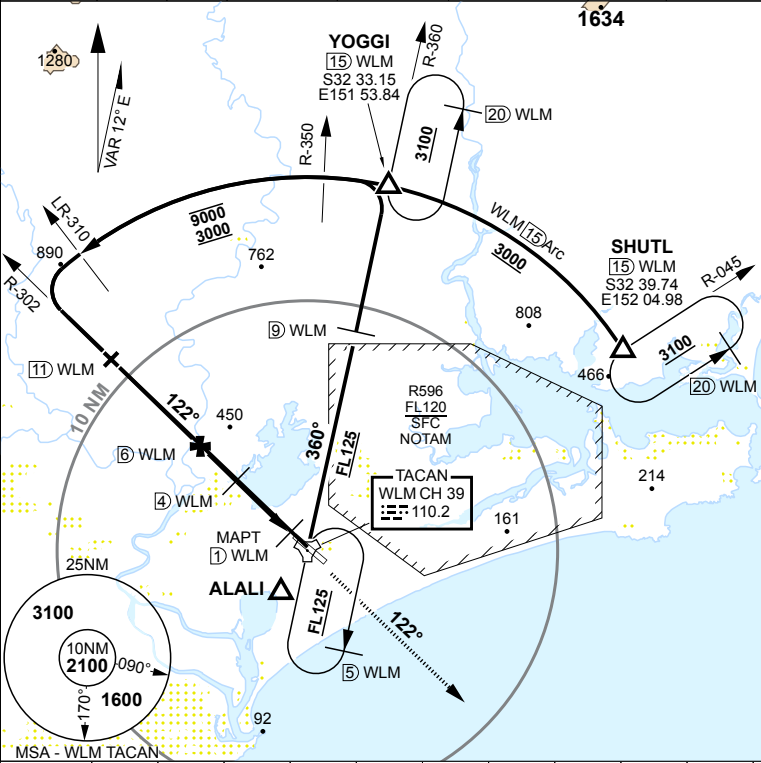 1634
1280
VAR 12° E
YOGGI
15 WLM
S32 33.15
E151 53.84
R-360
20 WLM
3100
R-350
LR-310
9000
3000
WLM 15 Arc
3000
SHUTL
15 WLM
S32 39.74
E152 04.98
R-045
890
762
R-302
808
3100
9 WLM
466
20 WLM
11 WLM
10 NM
122°
450
R596
FL120
SFC
NOTAM
6 WLM
360°
FL125
4 WLM
TACAN
WLM CH 39
110.2
214
MAPT
1 WLM
161
ALALI
25NM
FL125
122°
3100
10NM
2100
090°
5 WLM
170°
1600
92
MSA - WLM TACAN